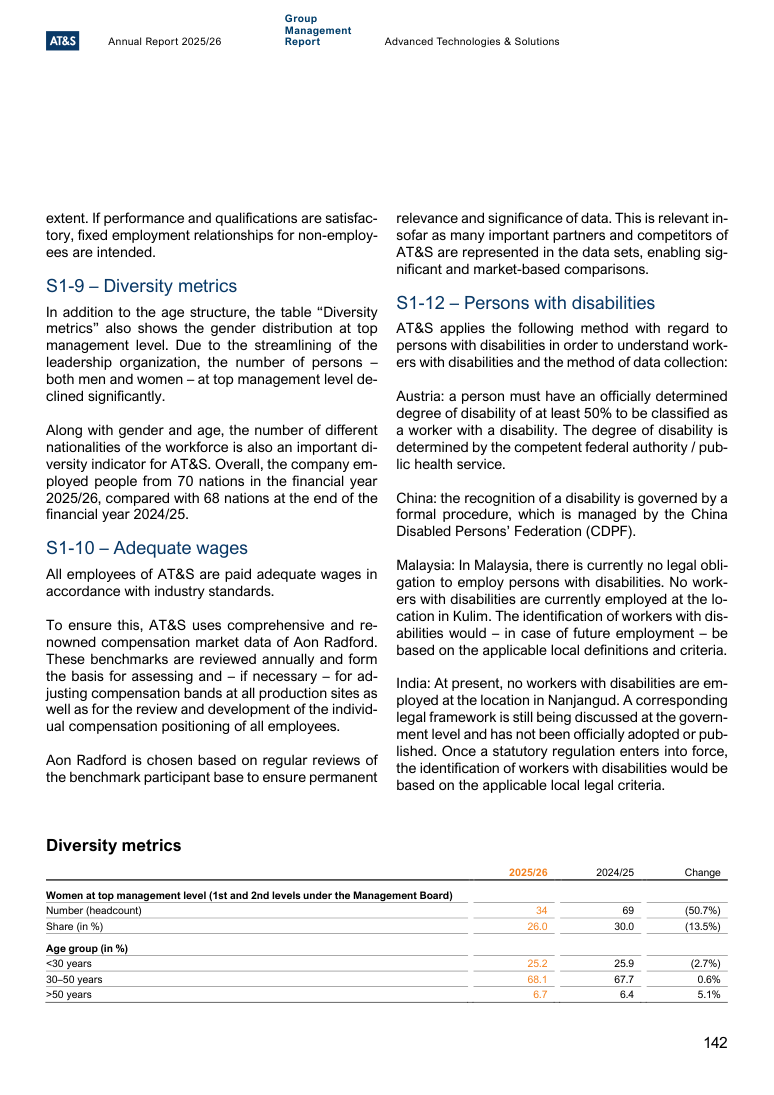 AT&S
Annual Report 2025/26
Group
Management
Report
Advanced Technologies & Solutions
extent. If performance and qualifications are satisfac-
tory, fixed employment relationships for non-employ-
ees are intended.
S1-9 – Diversity metrics
In addition to the age structure, the table “Diversity
metrics” also shows the gender distribution at top
management level. Due to the streamlining of the
leadership organization, the number of persons –
both men and women – at top management level de-
clined significantly.
Along with gender and age, the number of different
nationalities of the workforce is also an important di-
versity indicator for AT&S. Overall, the company em-
ployed people from 70 nations in the financial year
2025/26, compared with 68 nations at the end of the
financial year 2024/25.
S1-10 – Adequate wages
All employees of AT&S are paid adequate wages in
accordance with industry standards.
To ensure this, AT&S uses comprehensive and re-
nowned compensation market data of Aon Radford.
These benchmarks are reviewed annually and form
the basis for assessing and – if necessary – for ad-
justing compensation bands at all production sites as
well as for the review and development of the individ-
ual compensation positioning of all employees.
Aon Radford is chosen based on regular reviews of
the benchmark participant base to ensure permanent
relevance and significance of data. This is relevant in-
sofar as many important partners and competitors of
AT&S are represented in the data sets, enabling sig-
nificant and market-based comparisons.
S1-12 – Persons with disabilities
AT&S applies the following method with regard to
persons with disabilities in order to understand work-
ers with disabilities and the method of data collection:
Austria: a person must have an officially determined
degree of disability of at least 50% to be classified as
a worker with a disability. The degree of disability is
determined by the competent federal authority / pub-
lic health service.
China: the recognition of a disability is governed by a
formal procedure, which is managed by the China
Disabled Persons’ Federation (CDPF).
Malaysia: In Malaysia, there is currently no legal obli-
gation to employ persons with disabilities. No work-
ers with disabilities are currently employed at the lo-
cation in Kulim. The identification of workers with dis-
abilities would – in case of future employment – be
based on the applicable local definitions and criteria.
India: At present, no workers with disabilities are em-
ployed at the location in Nanjangud. A corresponding
legal framework is still being discussed at the govern-
ment level and has not been officially adopted or pub-
lished. Once a statutory regulation enters into force,
the identification of workers with disabilities would be
based on the applicable local legal criteria.
Diversity metrics
2025/26 2024/25 Change
Women at top management level (1st and 2nd levels under the Management Board)
Number (headcount) 34 69 (50.7%)
Share (in %) 26.0 30.0 (13.5%)
Age group (in %)
<30 years 25.2 25.9 (2.7%)
30–50 years 68.1 67.7 0.6%
>50 years 6.7 6.4 5.1%
142